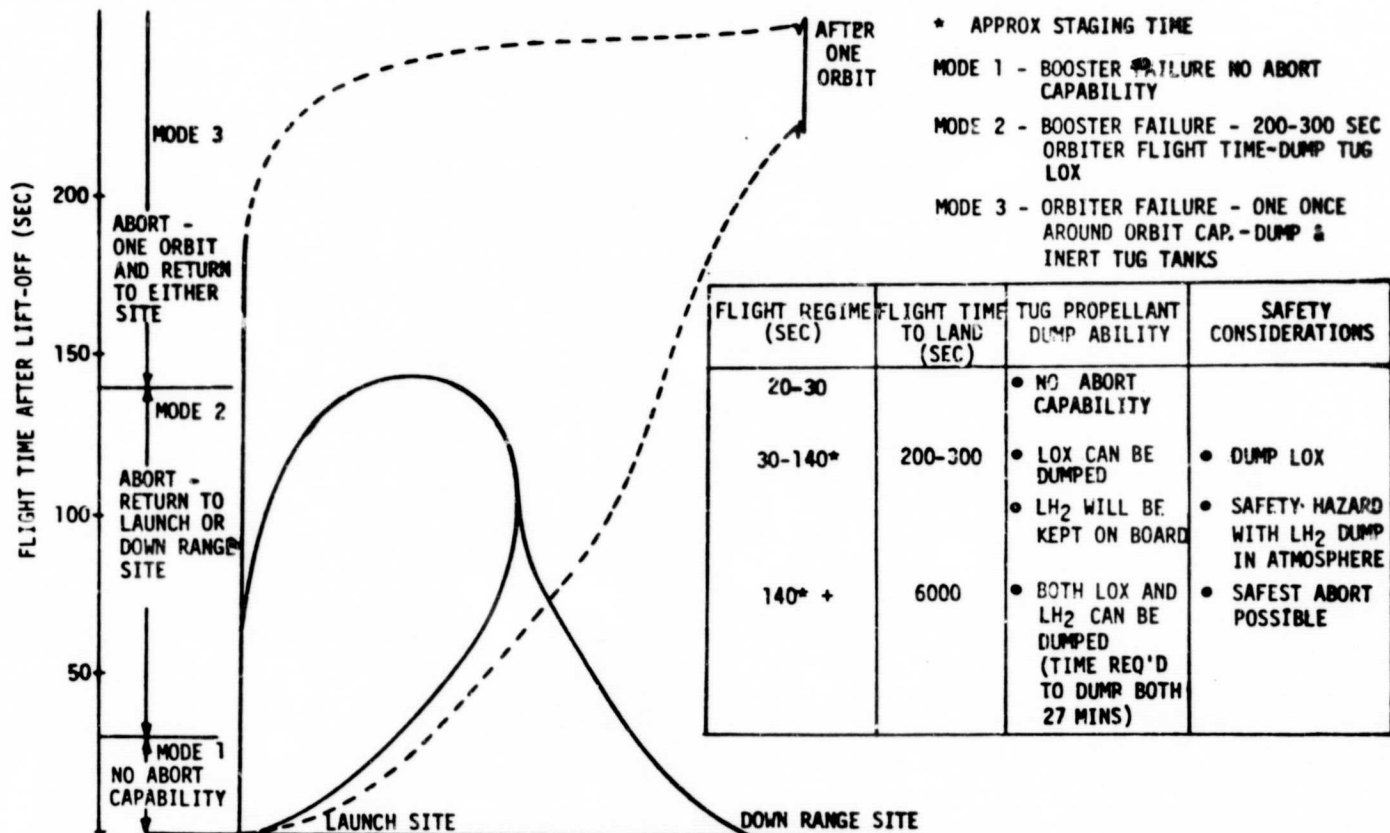 FLIGHT TIME AFTER LIFT-OFF (SEC)
200
150
100
50
0
MODE 3
ABORT -
ONE ORBIT
AND RETURN
TO EITHER
SITE
MODE 2
ABORT -
RETURN TO
LAUNCH OR
DOWN RANGE
SITE
MODE 1
NO ABORT
CAPABILITY
LAUNCH SITE
DOWN RANGE SITE
AFTER
ONE
ORBIT
* APPROX STAGING TIME
MODE 1 - BOOSTER FAILURE NO ABORT
CAPABILITY
MODE 2 - BOOSTER FAILURE - 200-300 SEC
ORBITER FLIGHT TIME-DUMP TUG
LOX
MODE 3 - ORBITER FAILURE - ONE ONCE
AROUND ORBIT CAP.-DUMP &
INERT TUG TANKS
FLIGHT REGIME
(SEC)
FLIGHT TIME
TO LAND
(SEC)
TUG PROPELLANT
DUMP ABILITY
SAFETY
CONSIDERATIONS
20-30
• NO ABORT
CAPABILITY
30-140*
200-300
• LOX CAN BE
DUMPED
• DUMP LOX
• LH2 WILL BE
KEPT ON BOARD
• SAFETY HAZARD
WITH LH2 DUMP
IN ATMOSPHERE
140* +
6000
• BOTH LOX AND
LH2 CAN BE
DUMPED
(TIME REQ'D
TO DUMP BOTH
27 MINS)
• SAFEST ABORT
POSSIBLE